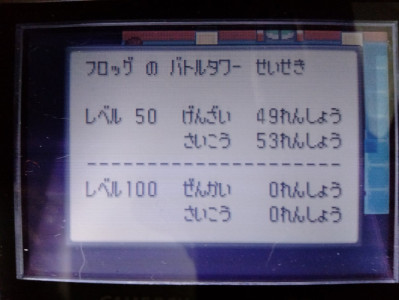 フロッグ の バトルタワー せいせき
レベル 50 げんざい 49れんしょう
さいこう 53れんしょう
レベル100 ぜんかい 0れんしょう
さいこう 0れんしょう